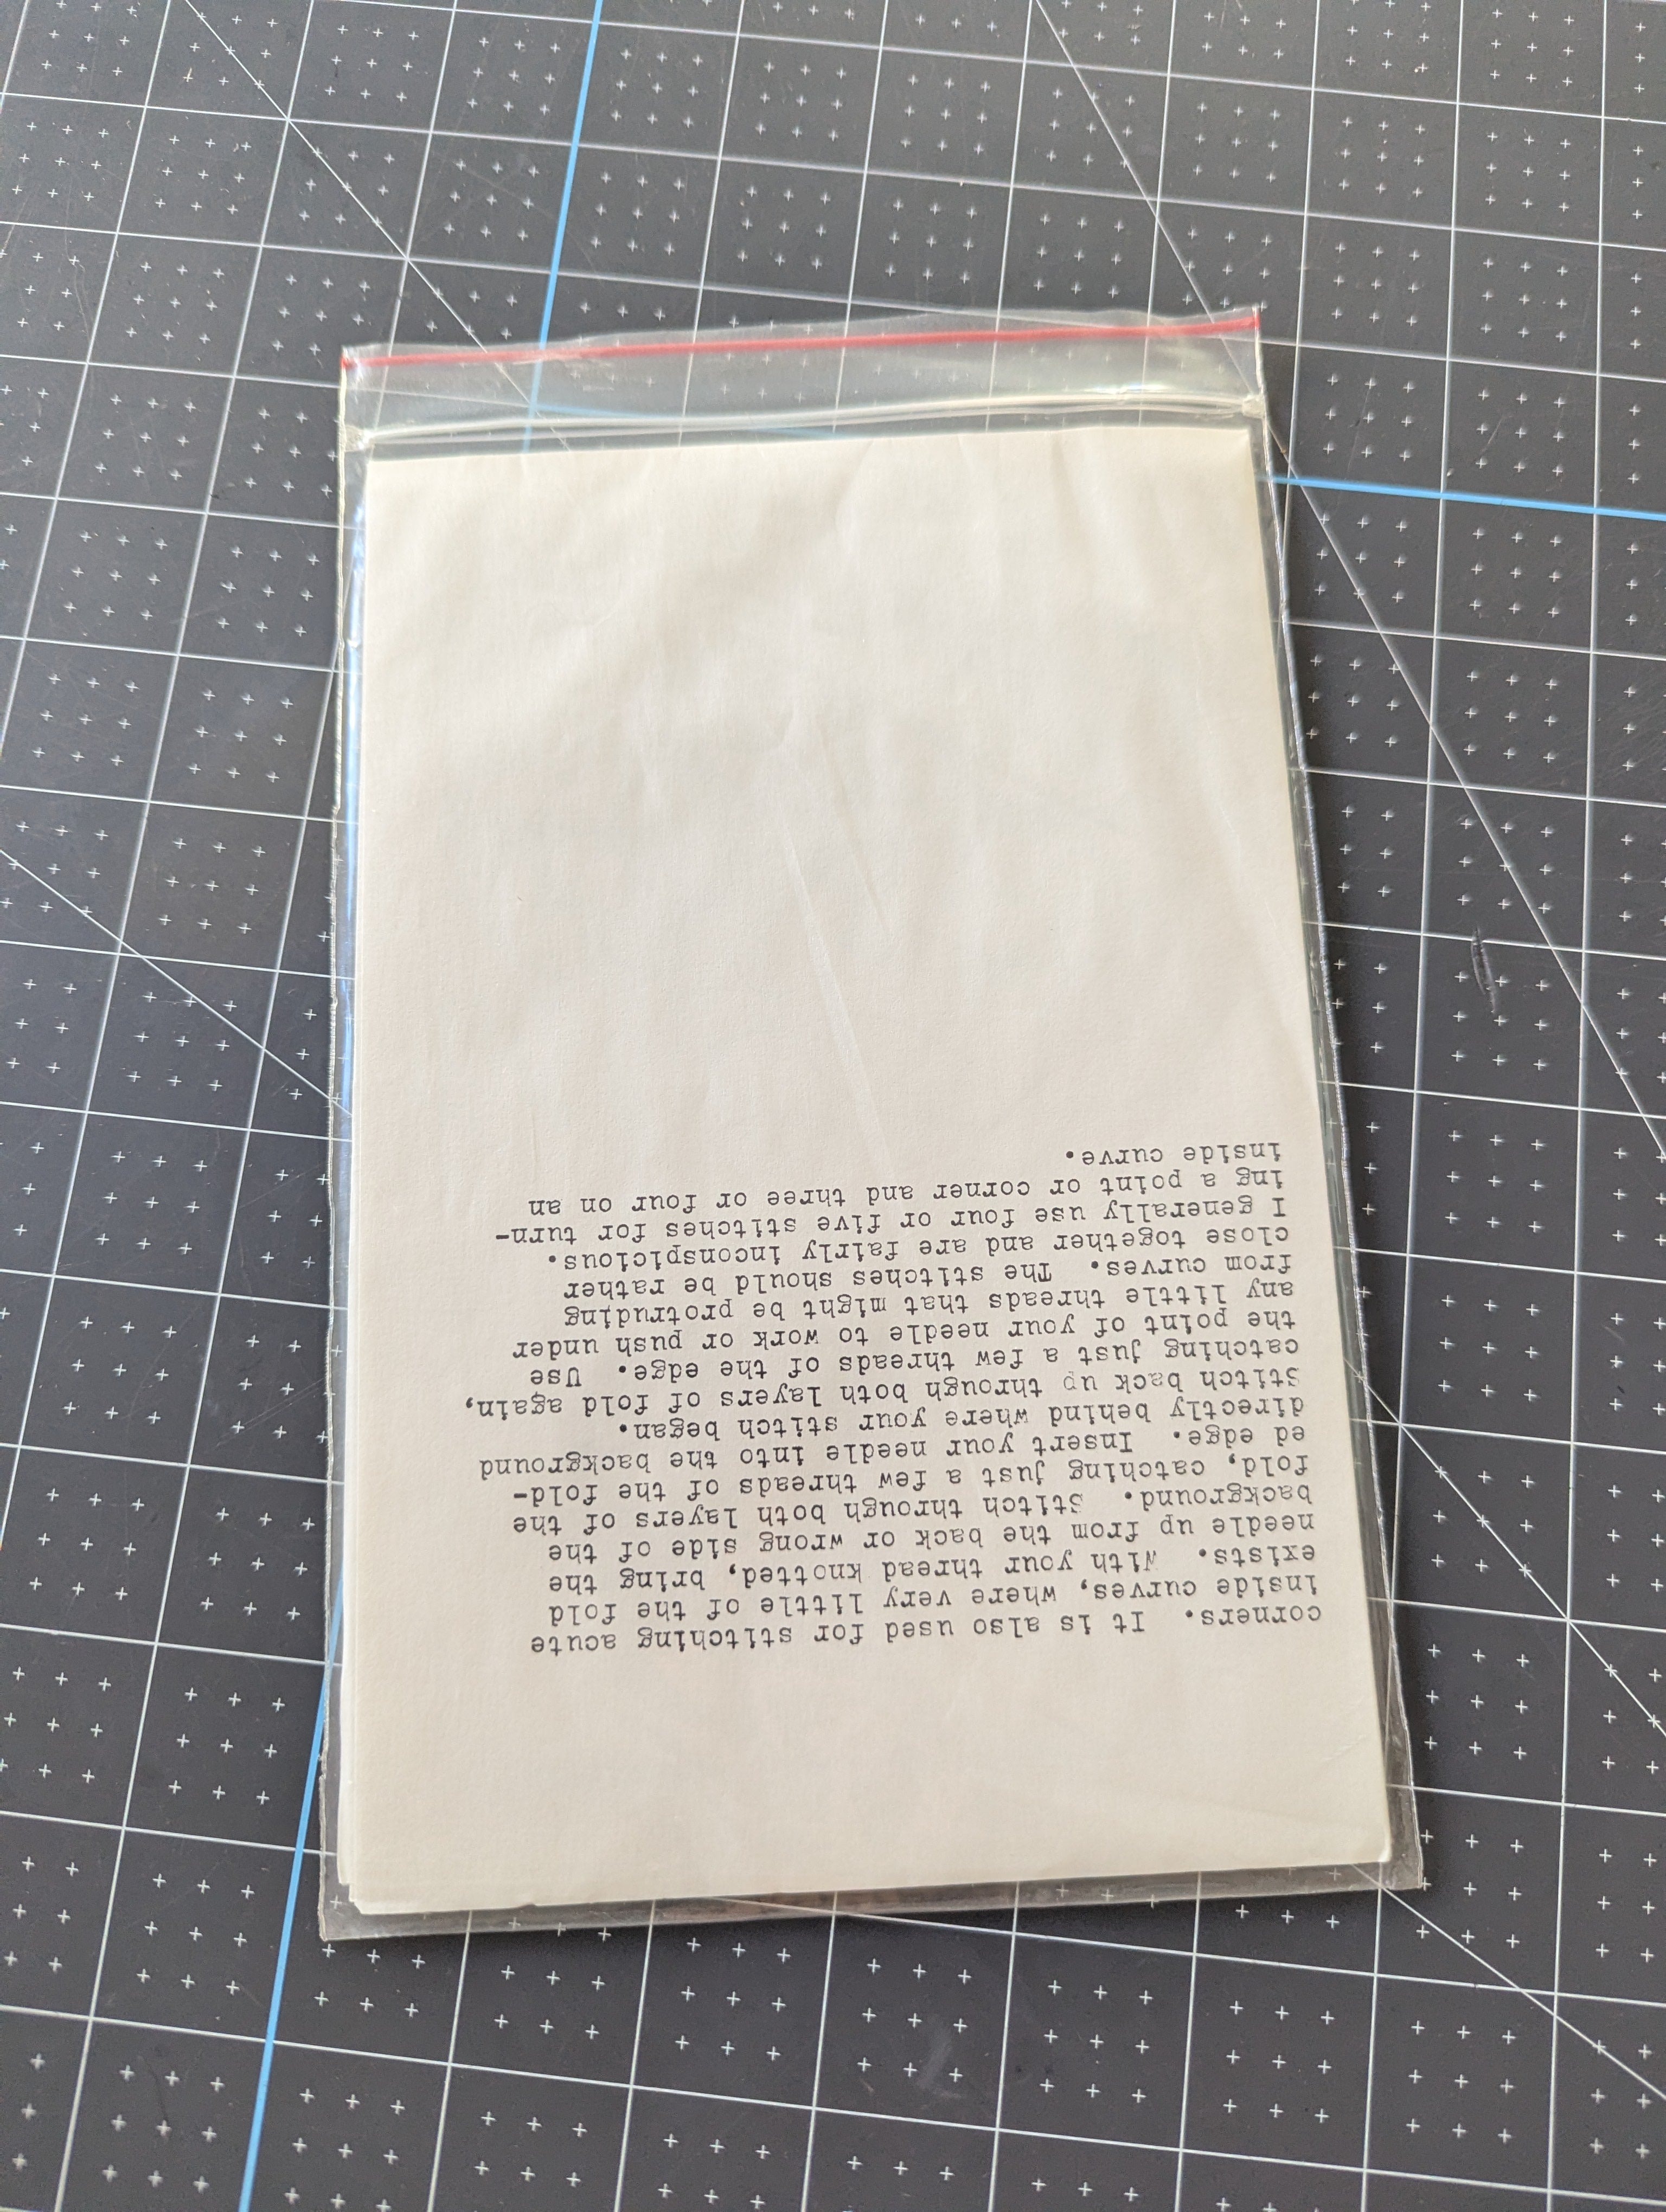 corners.  It is also used for stitching acute
inside curves, where very little of the fold
exists.  With your thread knotted, bring the
needle up from the back or wrong side of the
background.  Stitch through both layers of the
fold, catching just a few threads of the fold-
ed edge.  Insert your needle into the background
directly behind where your stitch began.
Stitch back up through both layers of fold again,
catching just a few threads of the edge.  Use
the point of your needle to work or push under
any little threads that might be protruding
from curves.  The stitches should be rather
close together and are fairly inconspicious.
I generally use four or five stitches for turn-
ing a point or corner and three or four on an
inside curve.